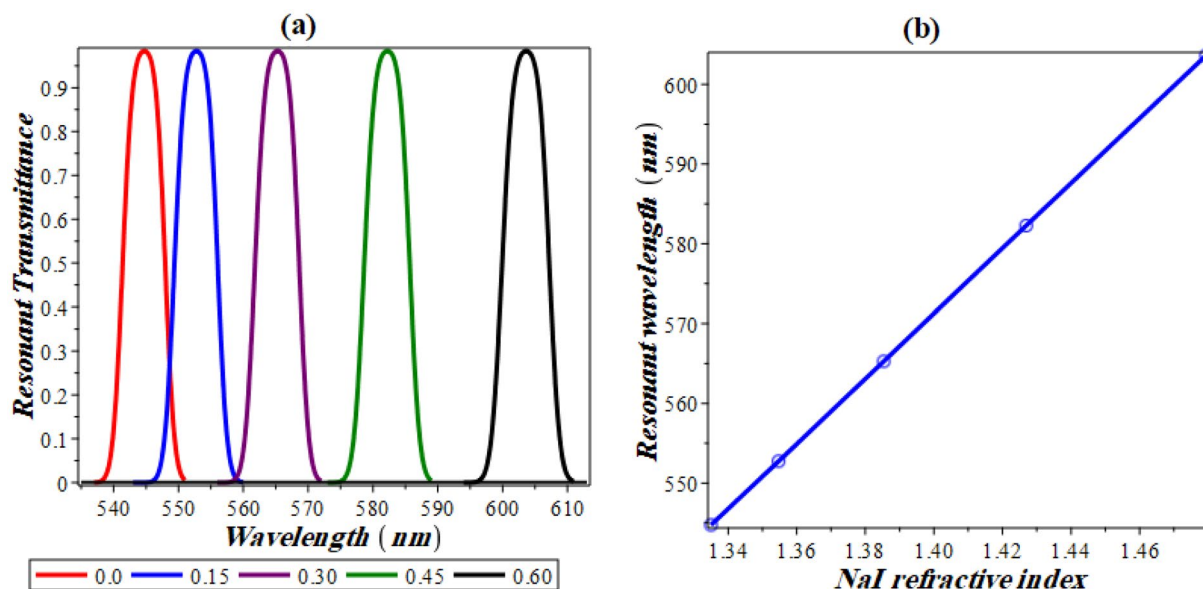 (a)
Resonant Transmittance
0.9
0.8
0.7
0.6
0.5
0.4
0.3
0.2
0.1
0
540 550 560 570 580 590 600 610
Wavelength ( nm)
0.0 0.15 0.30 0.45 0.60
(b)
Resonant wavelength ( nm)
600
590
580
570
560
550
1.34 1.36 1.38 1.40 1.42 1.44 1.46
NaI refractive index